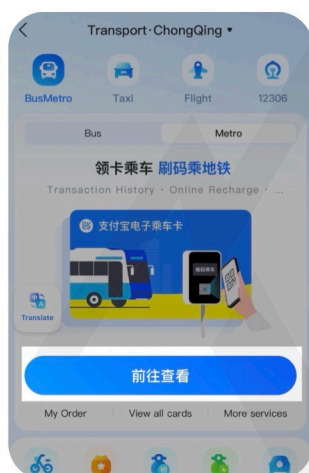 Transport·ChongQing
BusMetro Taxi Flight 12306
Bus Metro
领卡乘车 刷码乘地铁
Transaction History · Online Recharge · ...
支付宝电子乘车卡
刷码乘车
Translate
前往查看
My Order View all cards More services